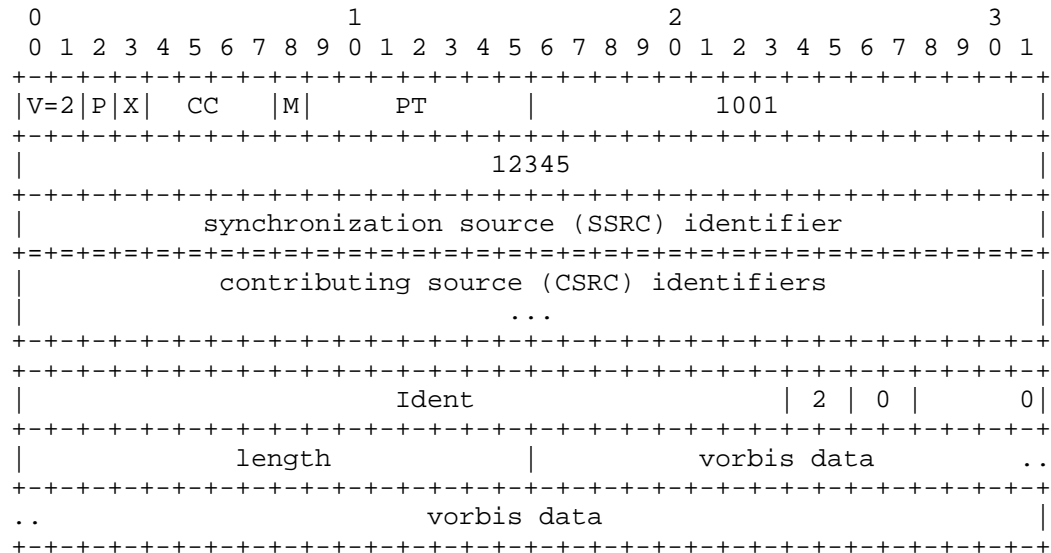 0                   1                   2                   3
 0 1 2 3 4 5 6 7 8 9 0 1 2 3 4 5 6 7 8 9 0 1 2 3 4 5 6 7 8 9 0 1
+-+-+-+-+-+-+-+-+-+-+-+-+-+-+-+-+-+-+-+-+-+-+-+-+-+-+-+-+-+-+-+-+
|V=2|P|X|  CC   |M|     PT      |           1001                |
+-+-+-+-+-+-+-+-+-+-+-+-+-+-+-+-+-+-+-+-+-+-+-+-+-+-+-+-+-+-+-+-+
|                             12345                             |
+-+-+-+-+-+-+-+-+-+-+-+-+-+-+-+-+-+-+-+-+-+-+-+-+-+-+-+-+-+-+-+-+
|           synchronization source (SSRC) identifier            |
+=+=+=+=+=+=+=+=+=+=+=+=+=+=+=+=+=+=+=+=+=+=+=+=+=+=+=+=+=+=+=+=+
|            contributing source (CSRC) identifiers             |
|                              ...                              |
+-+-+-+-+-+-+-+-+-+-+-+-+-+-+-+-+-+-+-+-+-+-+-+-+-+-+-+-+-+-+-+-+
+-+-+-+-+-+-+-+-+-+-+-+-+-+-+-+-+-+-+-+-+-+-+-+-+-+-+-+-+-+-+-+-+
|                       Ident                   | 2 | 0 |      0|
+-+-+-+-+-+-+-+-+-+-+-+-+-+-+-+-+-+-+-+-+-+-+-+-+-+-+-+-+-+-+-+-+
|             length            |          vorbis data         ..
+-+-+-+-+-+-+-+-+-+-+-+-+-+-+-+-+-+-+-+-+-+-+-+-+-+-+-+-+-+-+-+-+
..                        vorbis data                           |
+-+-+-+-+-+-+-+-+-+-+-+-+-+-+-+-+-+-+-+-+-+-+-+-+-+-+-+-+-+-+-+-+